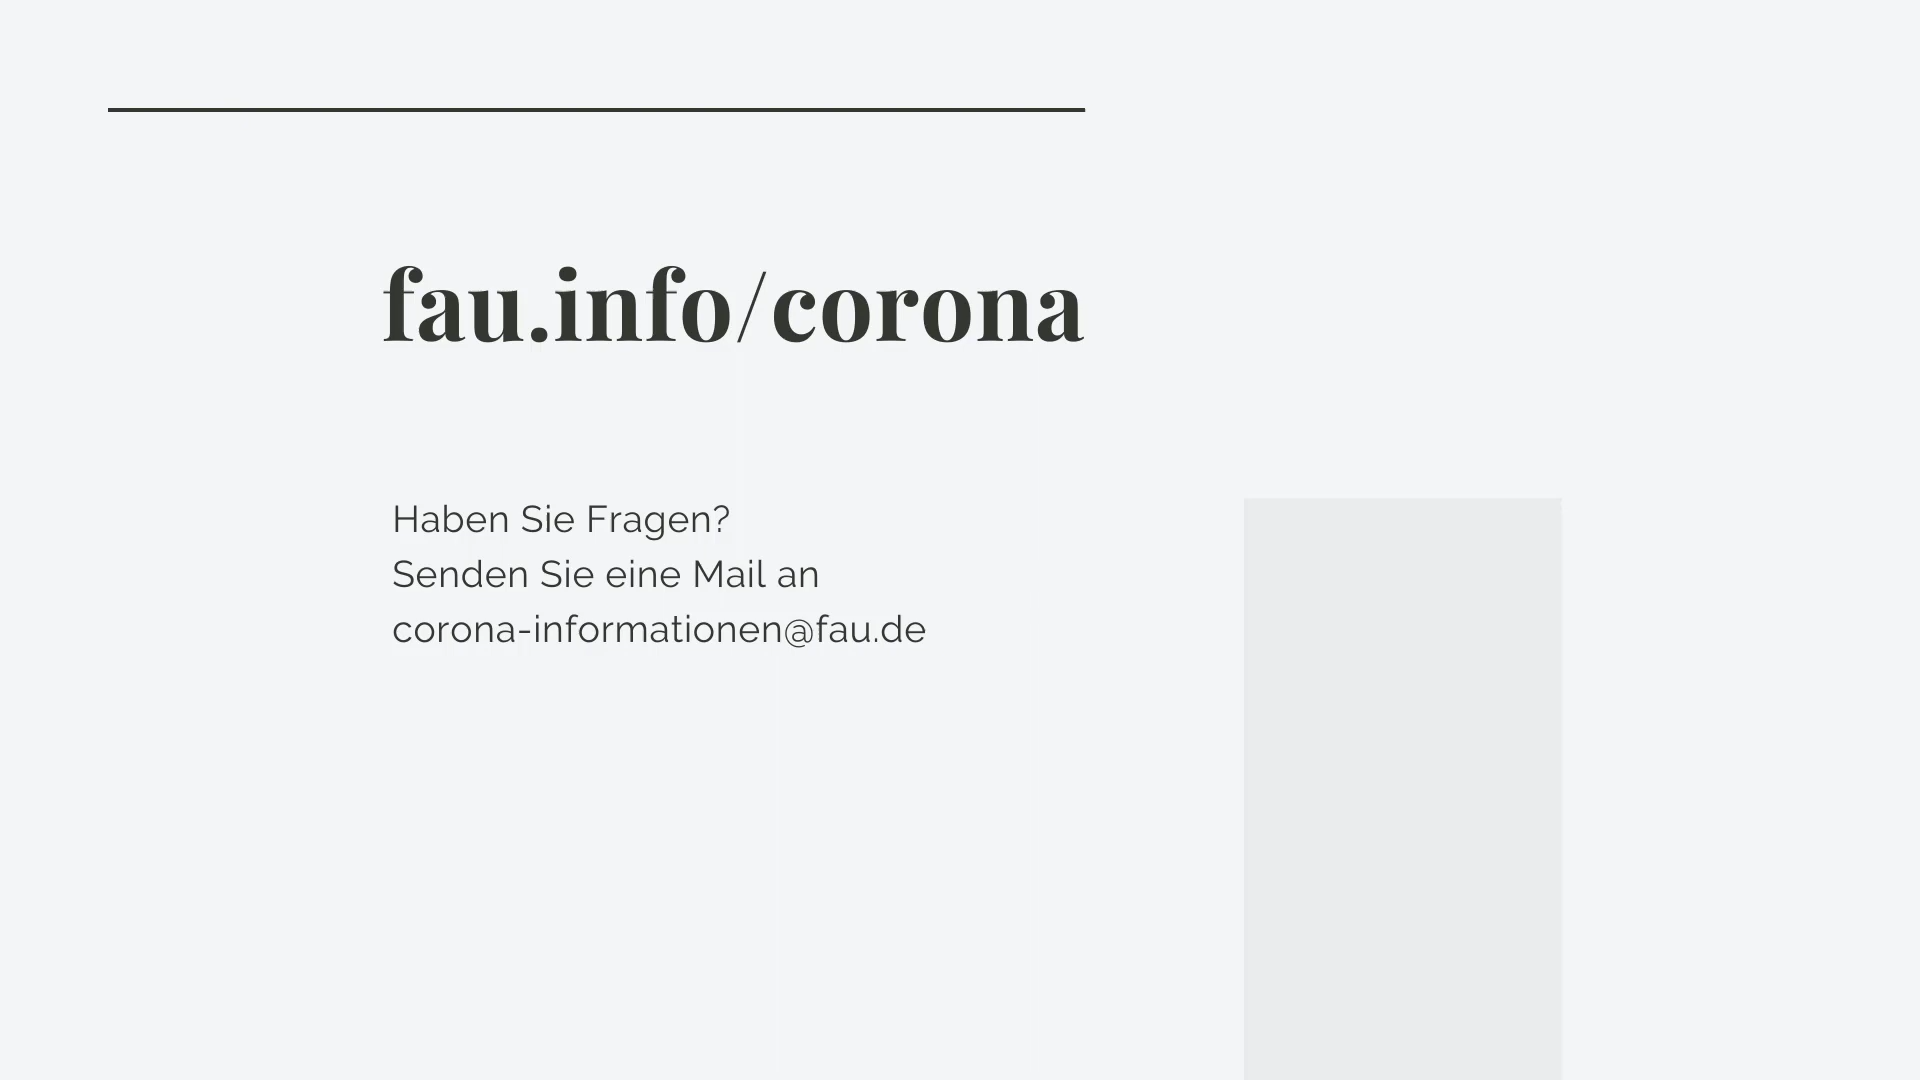 fau.info/corona
Haben Sie Fragen?
Senden Sie eine Mail an
corona-informationen@fau.de